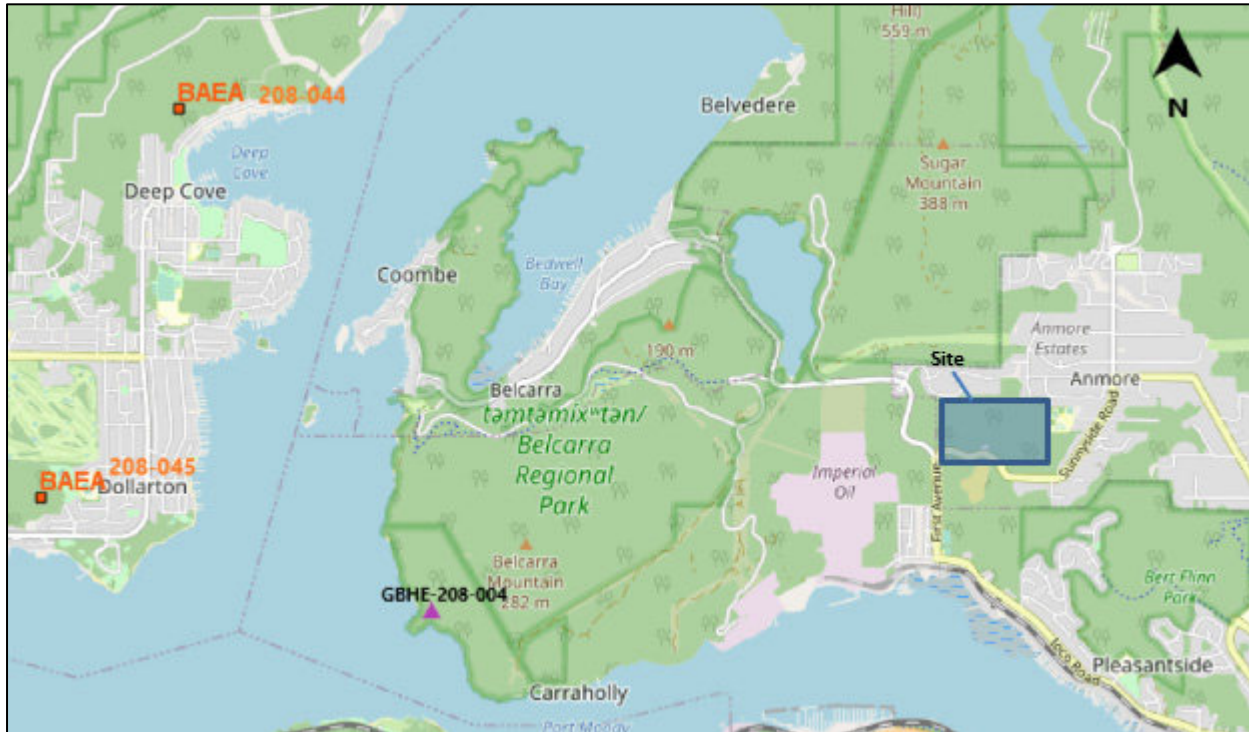 Hill)
559 m
BAEA 208-044
N
Belvedere
Deep
Cove
Sugar
Mountain
388 m
Deep Cove
Coombe
Bedwell
Bay
Anmore
Estates
190 m
Site
Anmore
Belcarra
təmtəmíxʷtən/
Belcarra
Regional
Park
BAEA 208-045
Dollarton
Imperial
Oil
First Avenue
Sunnyside Road
Belcarra
Mountain
282 m
GBHE-208-004
Bert Flinn
Park
Ioco Road
Pleasantside
Carraholly
Port Moody